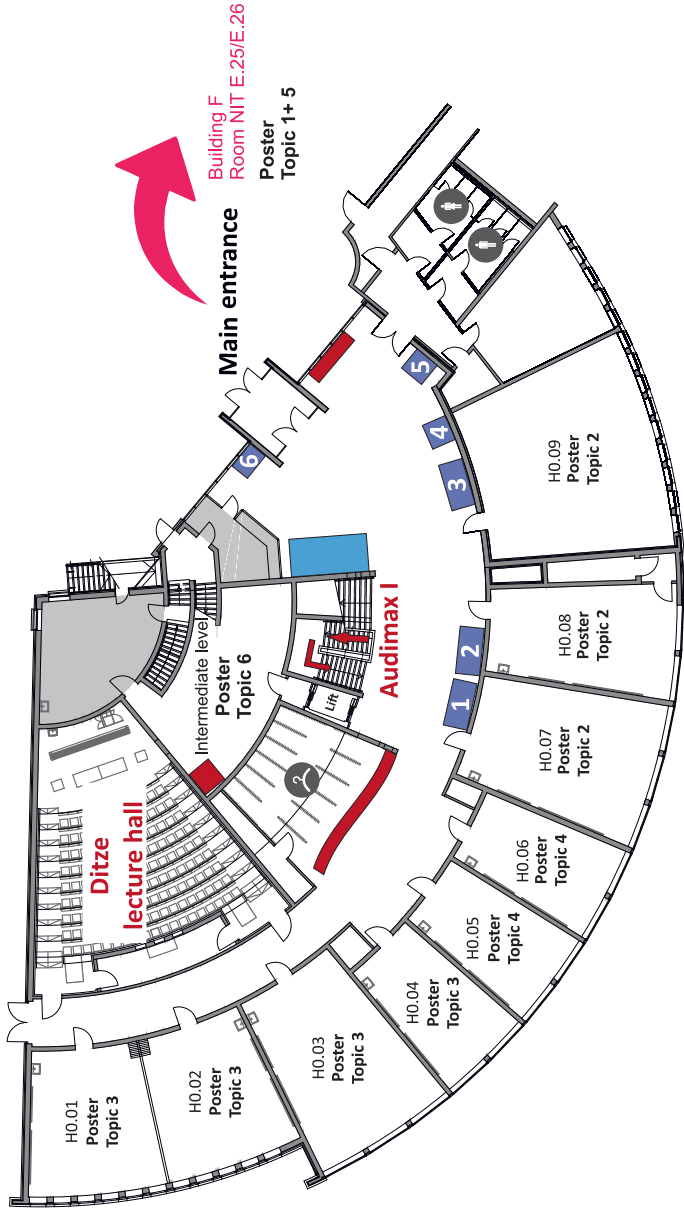 Building F
Room NIT E.25/E.26
Poster
Topic 1+ 5
Main entrance
6
5
4
3
2
1
H0.09
Poster
Topic 2
H0.08
Poster
Topic 2
H0.07
Poster
Topic 2
H0.06
Poster
Topic 4
H0.05
Poster
Topic 4
H0.04
Poster
Topic 3
H0.03
Poster
Topic 3
H0.02
Poster
Topic 3
H0.01
Poster
Topic 3
Intermediate level
Poster
Topic 6
Lift
Audimax I
Ditze
lecture hall